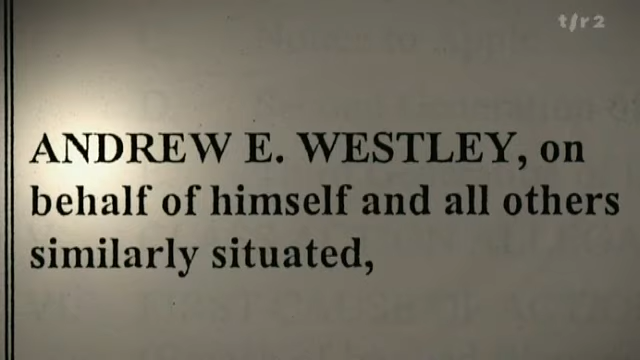 tsr2
ANDREW E. WESTLEY, on
behalf of himself and all others
similarly situated,